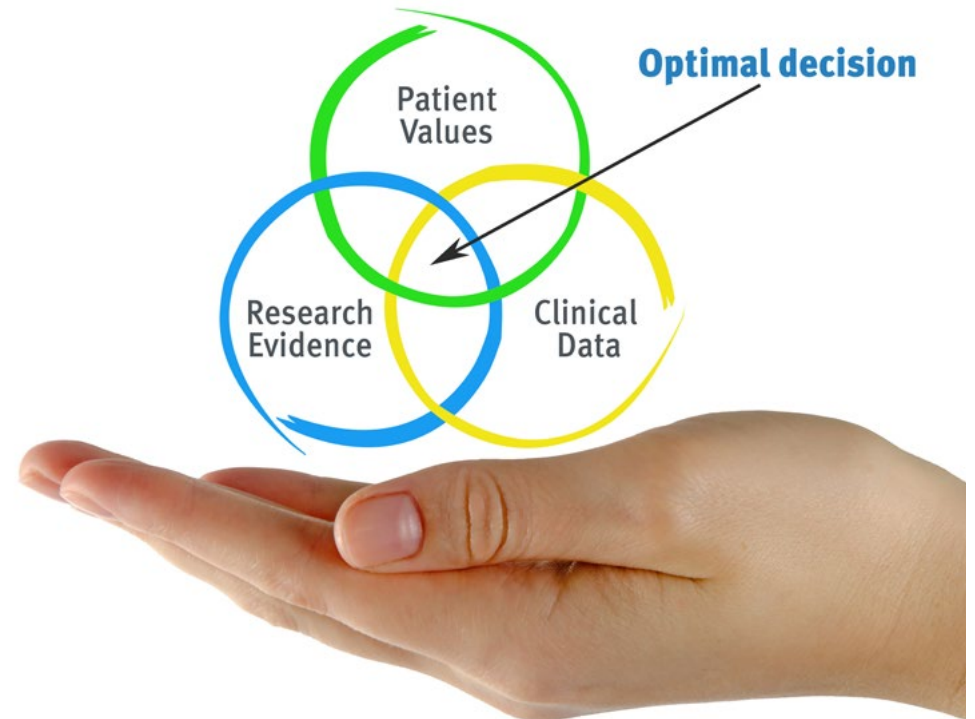 Optimal decision
Patient
Values
Research
Evidence
Clinical
Data